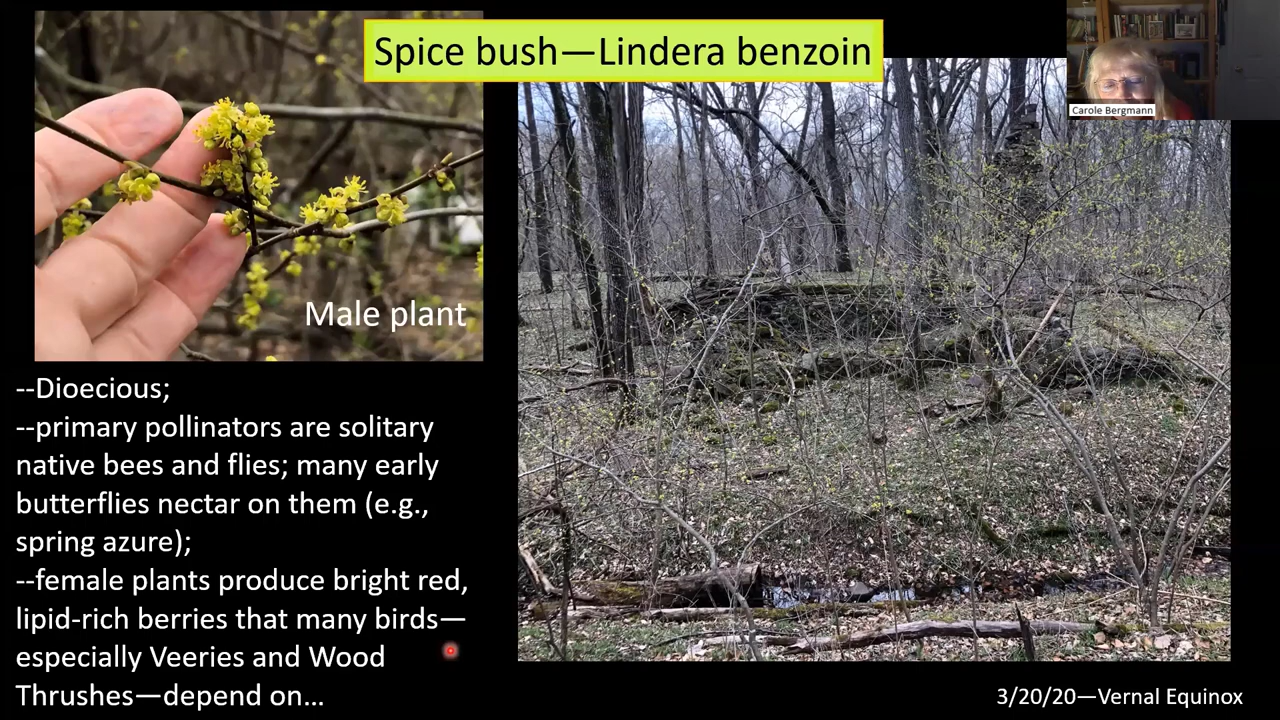 Spice bush—Lindera benzoin
Carole Bergmann
Male plant
--Dioecious;
--primary pollinators are solitary
native bees and flies; many early
butterflies nectar on them (e.g.,
spring azure);
--female plants produce bright red,
lipid-rich berries that many birds—
especially Veeries and Wood
Thrushes—depend on…
3/20/20—Vernal Equinox